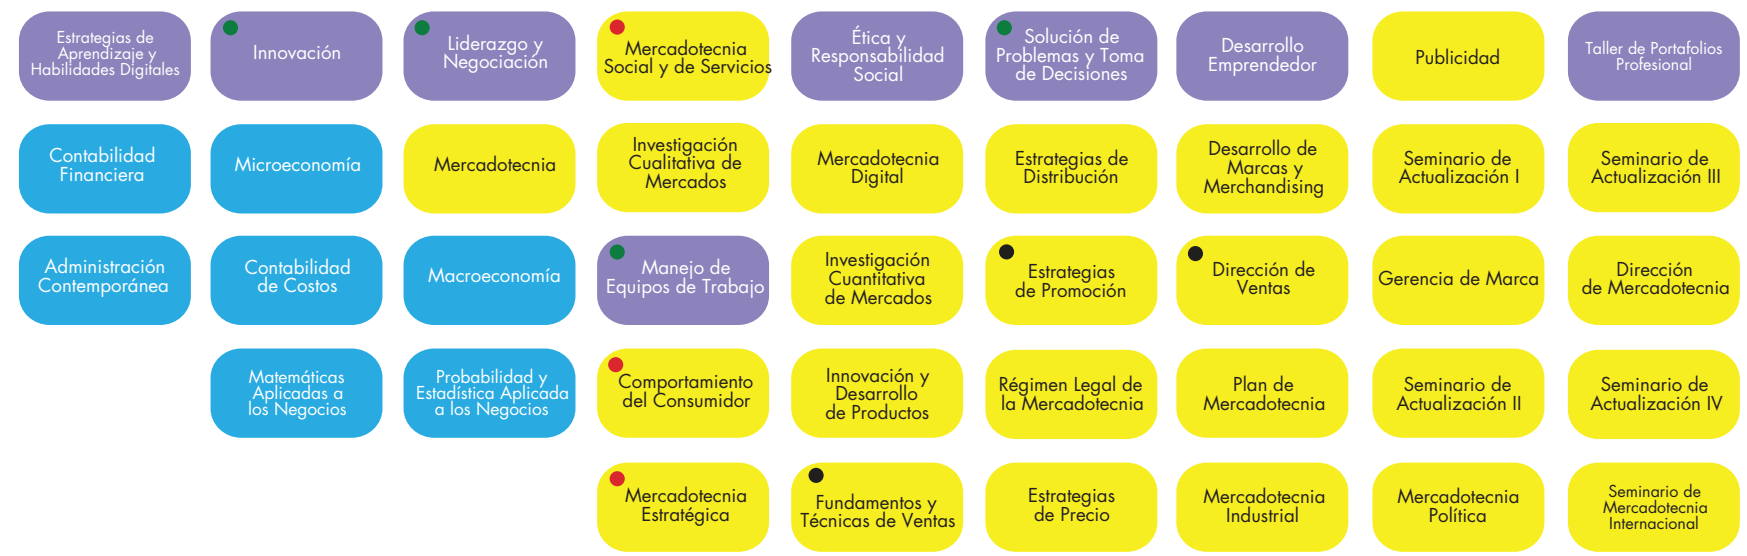 Estrategias de
Aprendizaje y
Habilidades Digitales
Innovación
Liderazgo y
Negociación
Mercadotecnia
Social y de Servicios
Ética y
Responsabilidad
Social
Solución de
Problemas y Toma
de Decisiones
Desarrollo
Emprendedor
Publicidad
Taller de Portafolios
Profesional
Contabilidad
Financiera
Microeconomía
Mercadotecnia
Investigación
Cualitativa de
Mercados
Mercadotecnia
Digital
Estrategias de
Distribución
Desarrollo de
Marcas y
Merchandising
Seminario de
Actualización I
Seminario de
Actualización III
Administración
Contemporánea
Contabilidad
de Costos
Macroeconomía
Manejo de
Equipos de Trabajo
Investigación
Cuantitativa
de Mercados
Estrategias
de Promoción
Dirección de
Ventas
Gerencia de Marca
Dirección
de Mercadotecnia
Matemáticas
Aplicadas a
los Negocios
Probabilidad y
Estadística Aplicada
a los Negocios
Comportamiento
del Consumidor
Innovación y
Desarrollo
de Productos
Régimen Legal de
la Mercadotecnia
Plan de
Mercadotecnia
Seminario de
Actualización II
Seminario de
Actualización IV
Mercadotecnia
Estratégica
Fundamentos y
Técnicas de Ventas
Estrategias
de Precio
Mercadotecnia
Industrial
Mercadotecnia
Política
Seminario de
Mercadotecnia
Internacional